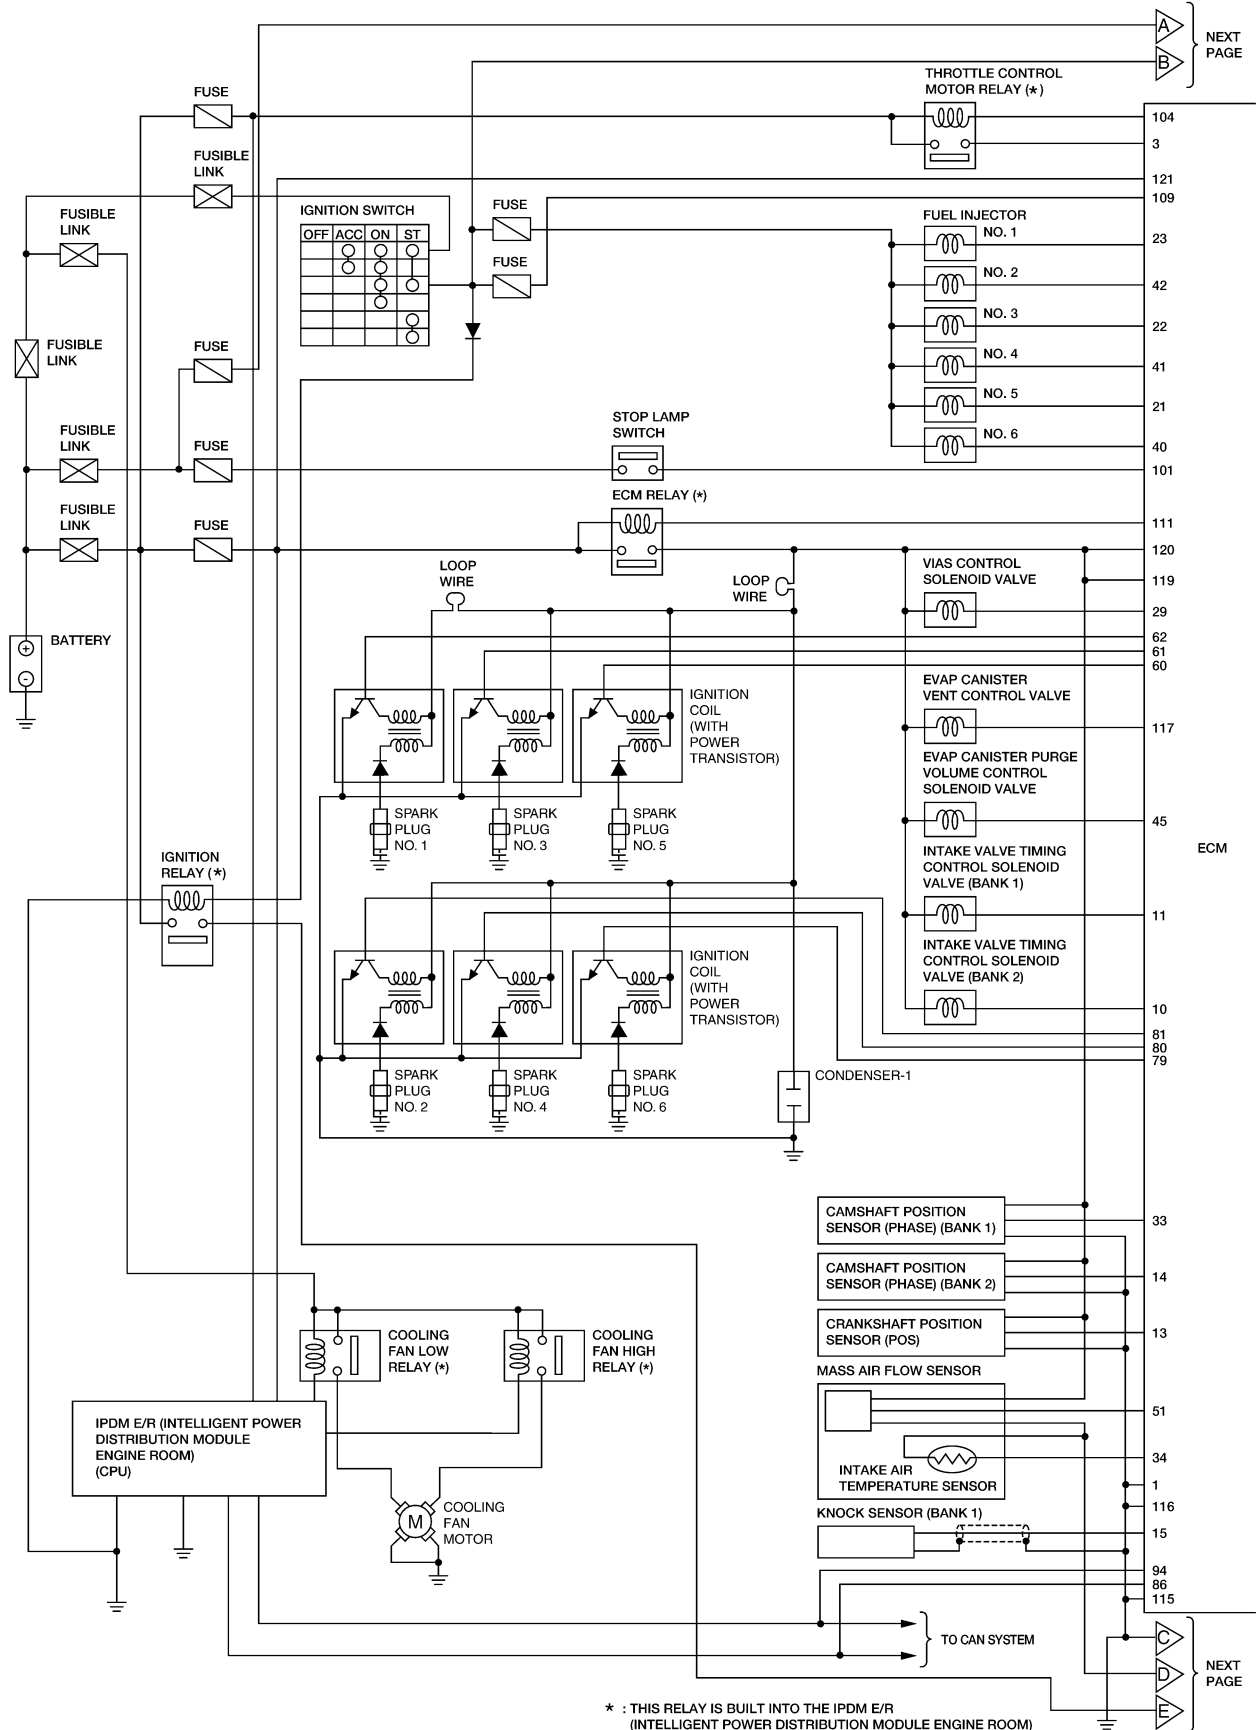 A
NEXT
PAGE
B
THROTTLE CONTROL
MOTOR RELAY (*)
FUSE
104
3
FUSIBLE
LINK
121
109
FUSIBLE
LINK
IGNITION SWITCH
OFF ACC ON ST
FUSE
FUSE
FUEL INJECTOR
NO. 1
23
NO. 2
42
NO. 3
22
NO. 4
41
NO. 5
21
NO. 6
40
FUSIBLE
LINK
FUSE
STOP LAMP
SWITCH
101
FUSIBLE
LINK
FUSE
ECM RELAY (*)
111
120
FUSIBLE
LINK
FUSE
LOOP
WIRE
LOOP
WIRE
VIAS CONTROL
SOLENOID VALVE
119
29
62
61
60
BATTERY
+
-
IGNITION
COIL
(WITH
POWER
TRANSISTOR)
EVAP CANISTER
VENT CONTROL VALVE
117
EVAP CANISTER PURGE
VOLUME CONTROL
SOLENOID VALVE
45
SPARK
PLUG
NO. 1
SPARK
PLUG
NO. 3
SPARK
PLUG
NO. 5
ECM
INTAKE VALVE TIMING
CONTROL SOLENOID
VALVE (BANK 1)
11
IGNITION
RELAY (*)
INTAKE VALVE TIMING
CONTROL SOLENOID
VALVE (BANK 2)
10
81
80
79
IGNITION
COIL
(WITH
POWER
TRANSISTOR)
SPARK
PLUG
NO. 2
SPARK
PLUG
NO. 4
SPARK
PLUG
NO. 6
CONDENSER-1
CAMSHAFT POSITION
SENSOR (PHASE) (BANK 1)
33
CAMSHAFT POSITION
SENSOR (PHASE) (BANK 2)
14
CRANKSHAFT POSITION
SENSOR (POS)
13
COOLING
FAN LOW
RELAY (*)
COOLING
FAN HIGH
RELAY (*)
MASS AIR FLOW SENSOR
51
34
INTAKE AIR
TEMPERATURE SENSOR
1
116
IPDM E/R (INTELLIGENT POWER
DISTRIBUTION MODULE
ENGINE ROOM)
(CPU)
M
COOLING
FAN
MOTOR
KNOCK SENSOR (BANK 1)
15
94
86
115
TO CAN SYSTEM
C
D
E
NEXT
PAGE
* : THIS RELAY IS BUILT INTO THE IPDM E/R
(INTELLIGENT POWER DISTRIBUTION MODULE ENGINE ROOM)